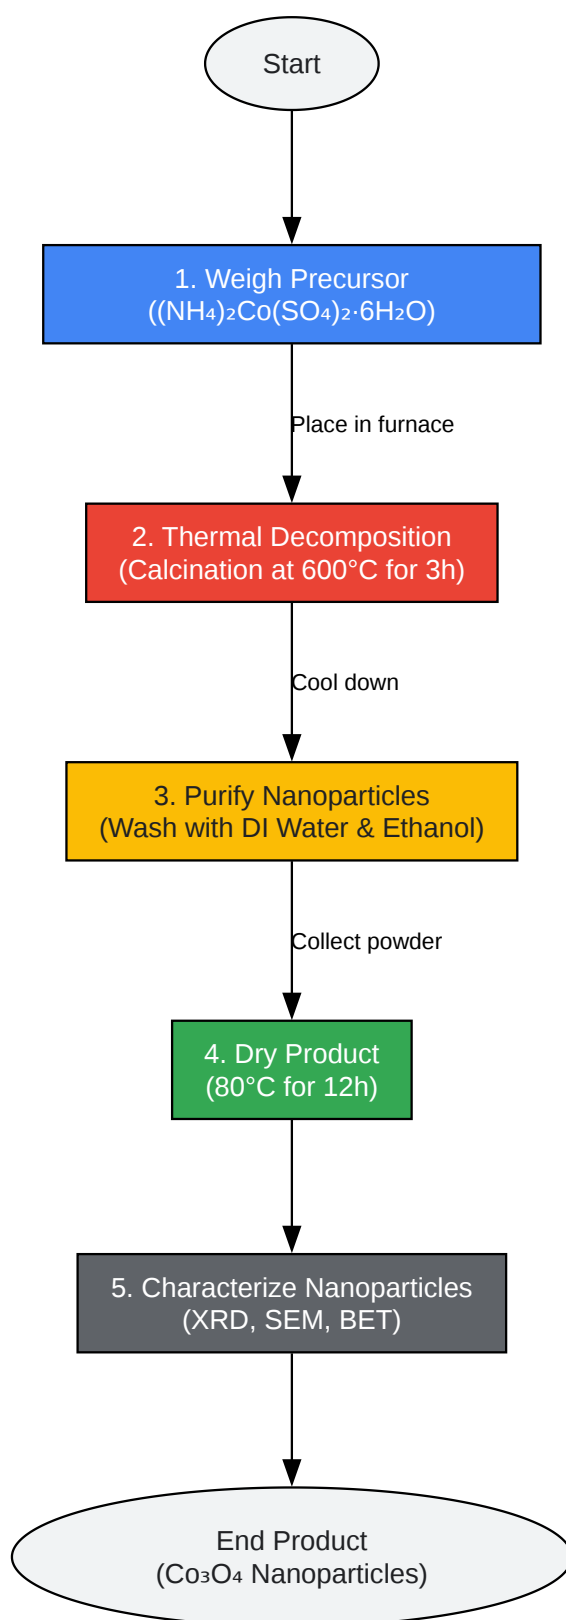 Start
1. Weigh Precursor
((NH₄)₂Co(SO₄)₂·6H₂O)
Place in furnace
2. Thermal Decomposition
(Calcination at 600°C for 3h)
Cool down
3. Purify Nanoparticles
(Wash with DI Water & Ethanol)
Collect powder
4. Dry Product
(80°C for 12h)
5. Characterize Nanoparticles
(XRD, SEM, BET)
End Product
(Co₃O₄ Nanoparticles)